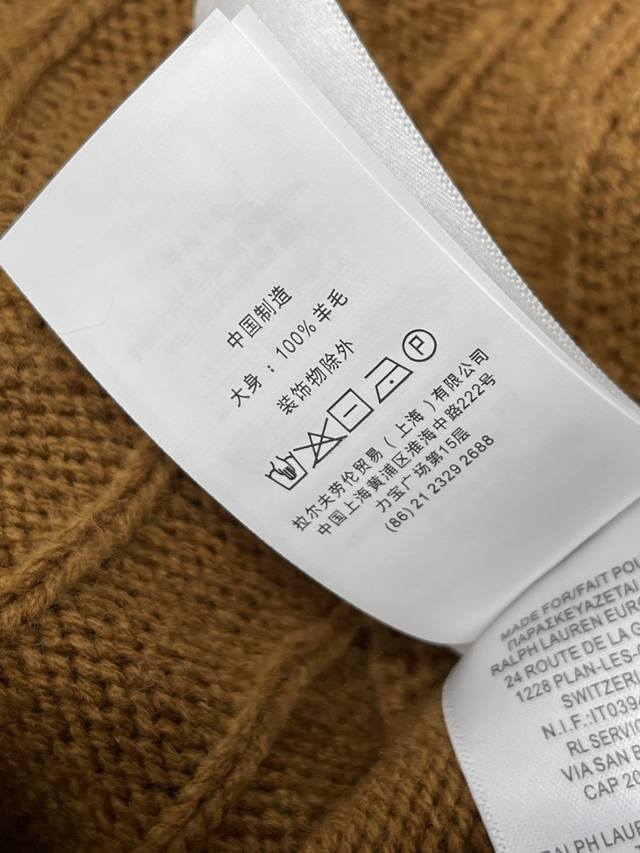 中国制造
大身：100% 羊毛
装饰物除外
P
拉尔夫劳伦贸易（上海）有限公司
中国上海黄浦区淮海中路222号
力宝广场第15层
(86) 21 2329 2688
MADE FOR/FAIT POU
ΠΑΡΑΣΚΕΥΑΖΕΤΑΙ
RALPH LAUREN EURO
24 ROUTE DE LA G
1228 PLAN-LES-
SWITZERL
N.I.F.:IT039
RL SERVI
VIA SAN B
CAP 20
RALPH LAU